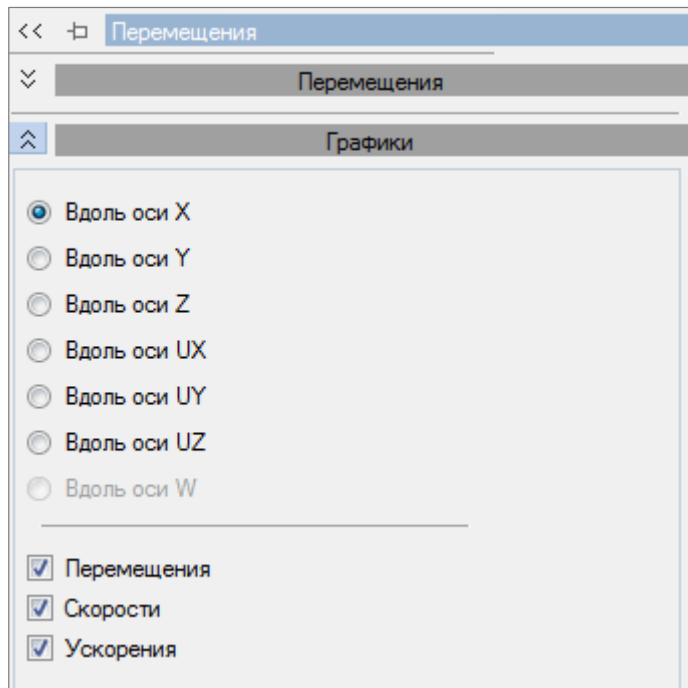 Перемещения
Перемещения
Графики
Вдоль оси X
Вдоль оси Y
Вдоль оси Z
Вдоль оси UX
Вдоль оси UY
Вдоль оси UZ
Вдоль оси W
Перемещения
Скорости
Ускорения